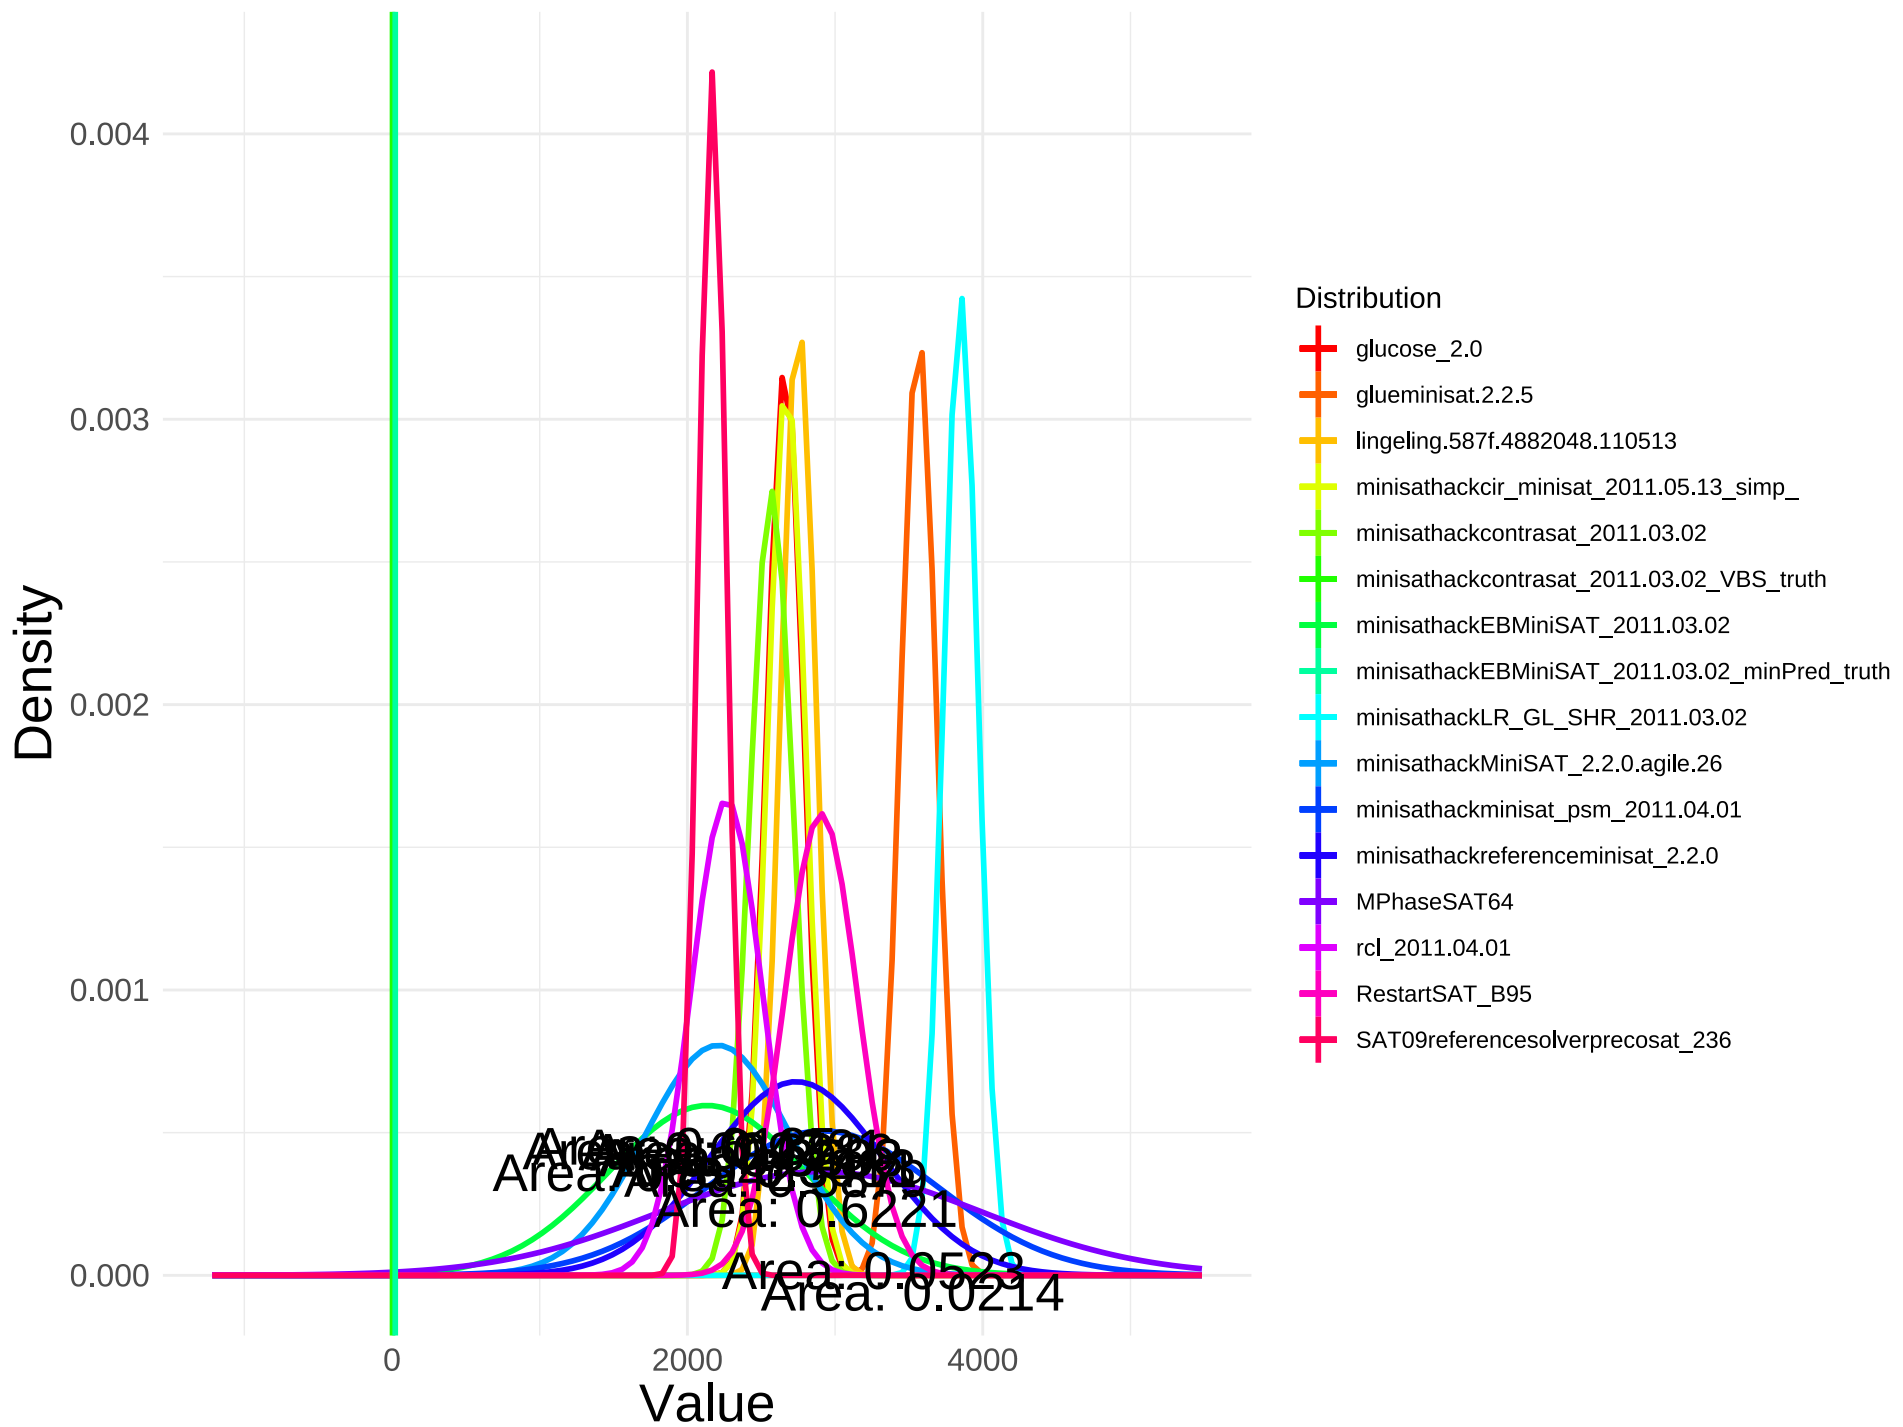 Density
0.004
0.003
0.002
0.001
0.000
Area: 0.6221
Area: 0.0523
Area: 0.0214
0
2000
4000
Value
Distribution
glucose_2.0
glueminisat.2.2.5
lingeling.587f.4882048.110513
minisathackcir_minisat_2011.05.13_simp_
minisathackcontrasat_2011.03.02
minisathackcontrasat_2011.03.02_VBS_truth
minisathackEBMiniSAT_2011.03.02
minisathackEBMiniSAT_2011.03.02_minPred_truth
minisathackLR_GL_SHR_2011.03.02
minisathackMiniSAT_2.2.0.agile.26
minisathackminisat_psm_2011.04.01
minisathackreferenceminisat_2.2.0
MPhaseSAT64
rcl_2011.04.01
RestartSAT_B95
SAT09referencesolverprecosat_236